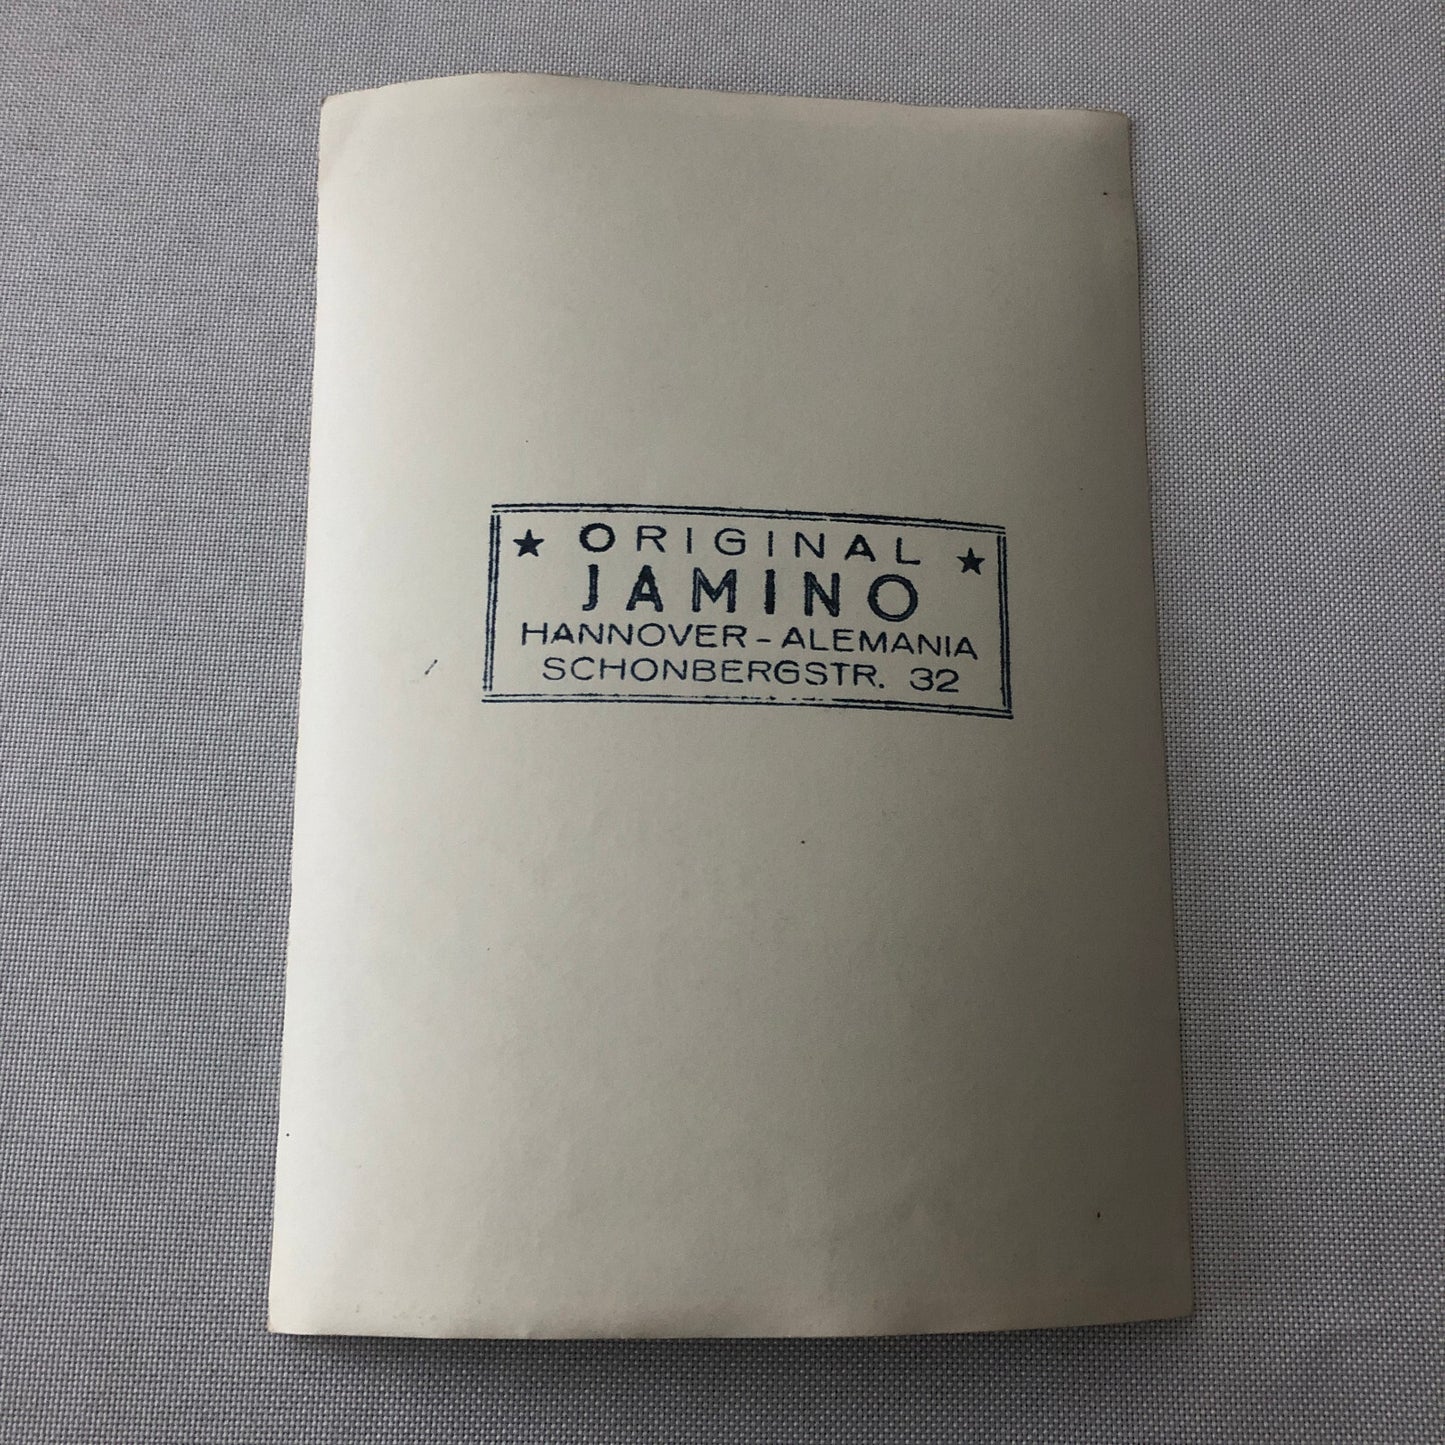 ★ ORIGINAL ★
JAMINO
HANNOVER - ALEMANIA
SCHONBERGSTR. 32